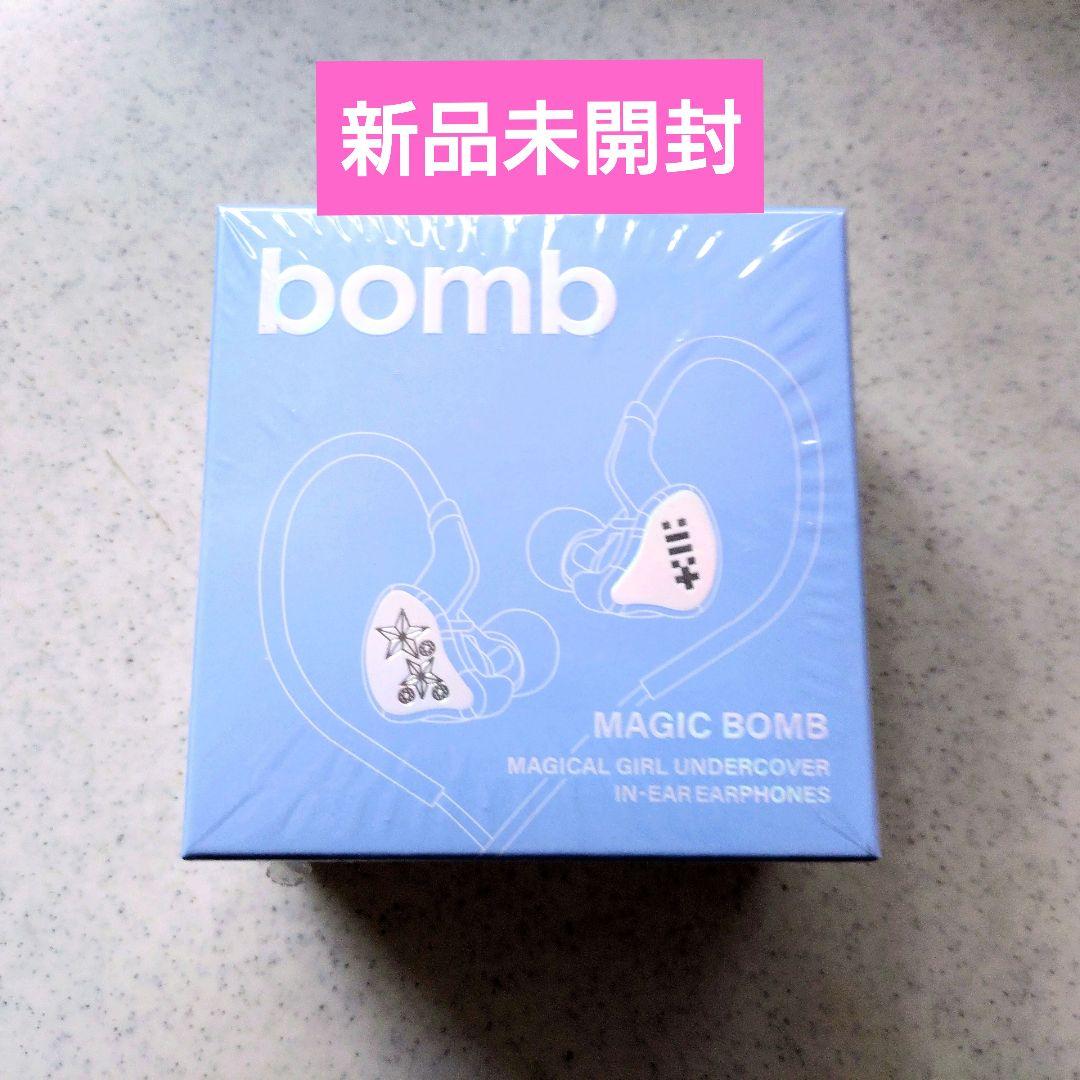 新品未開封
bomb
MAGIC BOMB
MAGICAL GIRL UNDERCOVER
IN-EAR EARPHONES